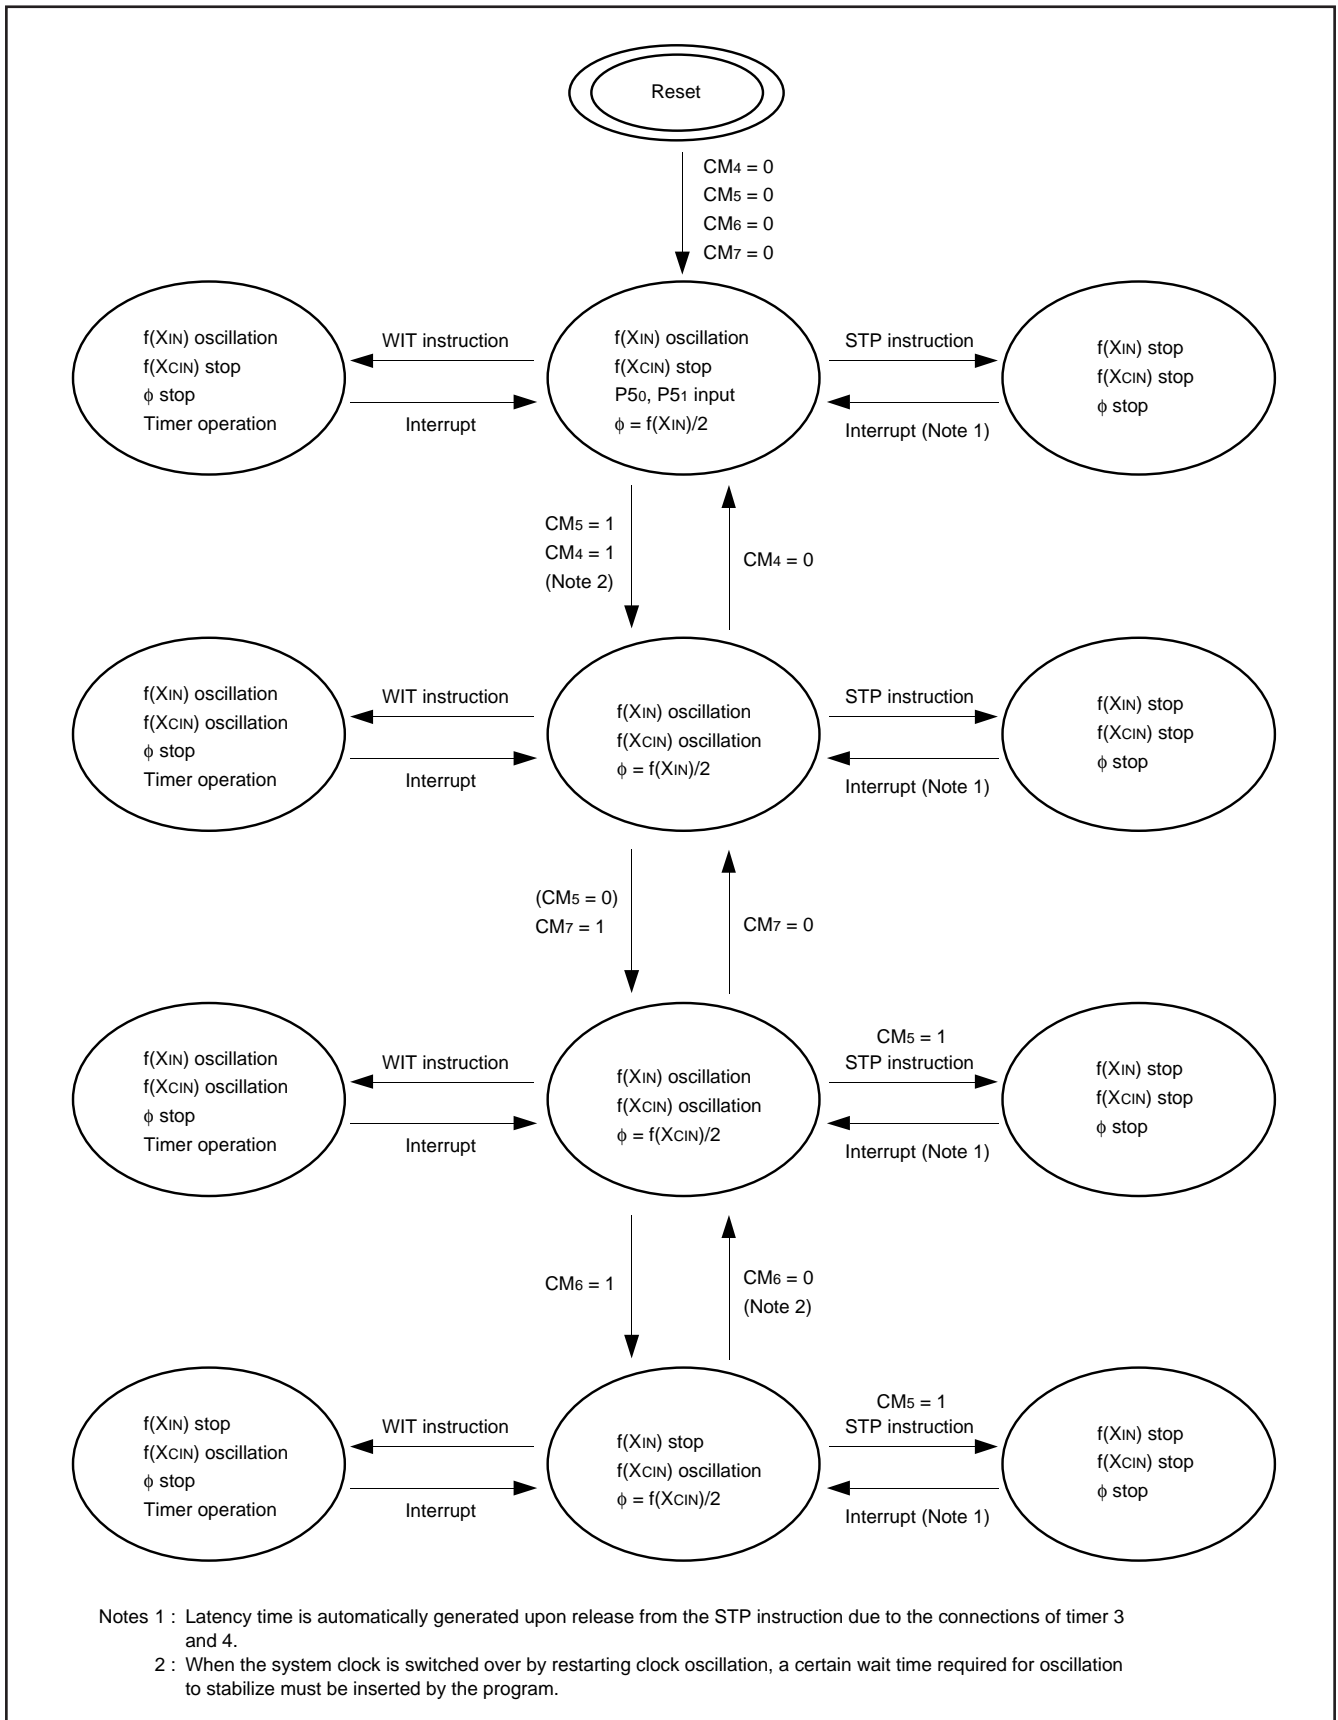 Reset
CM4 = 0
CM5 = 0
CM6 = 0
CM7 = 0
f(XIN) oscillation
f(XCIN) stop
φ stop
Timer operation
WIT instruction
Interrupt
f(XIN) oscillation
f(XCIN) stop
P50, P51 input
φ = f(XIN)/2
STP instruction
Interrupt (Note 1)
f(XIN) stop
f(XCIN) stop
φ stop
CM5 = 1
CM4 = 1
(Note 2)
CM4 = 0
f(XIN) oscillation
f(XCIN) oscillation
φ stop
Timer operation
WIT instruction
Interrupt
f(XIN) oscillation
f(XCIN) oscillation
φ = f(XIN)/2
STP instruction
Interrupt (Note 1)
f(XIN) stop
f(XCIN) stop
φ stop
(CM5 = 0)
CM7 = 1
CM7 = 0
f(XIN) oscillation
f(XCIN) oscillation
φ stop
Timer operation
WIT instruction
Interrupt
f(XIN) oscillation
f(XCIN) oscillation
φ = f(XCIN)/2
CM5 = 1
STP instruction
Interrupt (Note 1)
f(XIN) stop
f(XCIN) stop
φ stop
CM6 = 1
CM6 = 0
(Note 2)
f(XIN) stop
f(XCIN) oscillation
φ stop
Timer operation
WIT instruction
Interrupt
f(XIN) stop
f(XCIN) oscillation
φ = f(XCIN)/2
CM5 = 1
STP instruction
Interrupt (Note 1)
f(XIN) stop
f(XCIN) stop
φ stop
Notes 1 : Latency time is automatically generated upon release from the STP instruction due to the connections of timer 3
and 4.
2 : When the system clock is switched over by restarting clock oscillation, a certain wait time required for oscillation
to stabilize must be inserted by the program.